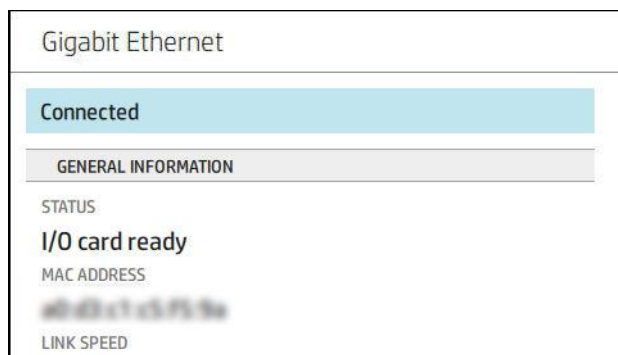 Gigabit Ethernet
Connected
GENERAL INFORMATION
STATUS
I/O card ready
MAC ADDRESS
LINK SPEED